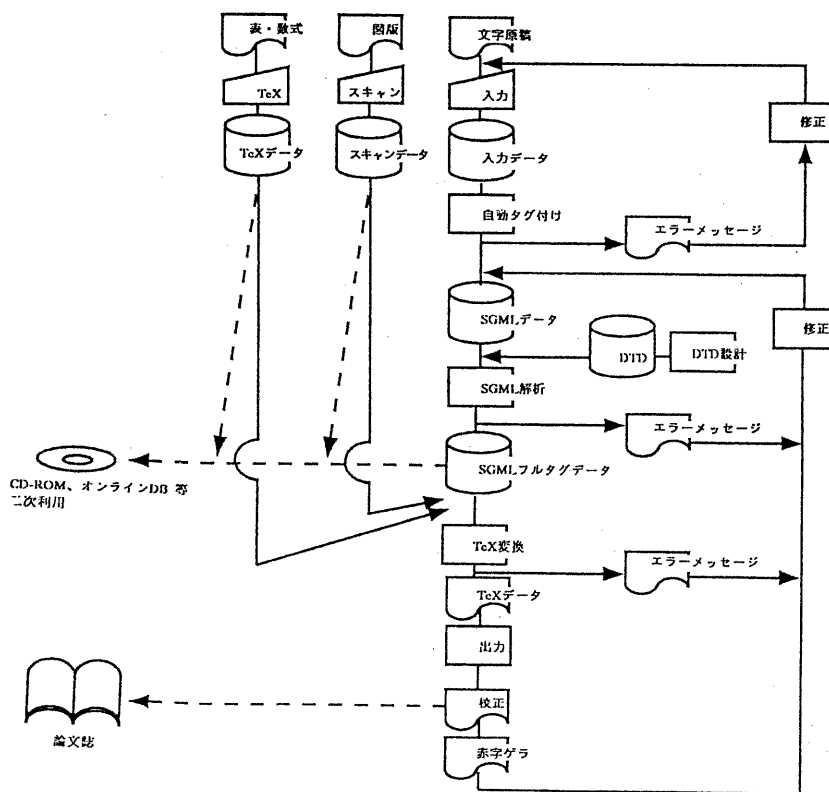 表・数式
図版
文字原稿
TeX
スキャン
入力
修正
TeXデータ
スキャンデータ
入力データ
自動タグ付け
エラーメッセージ
SGMLデータ
修正
DTD
DTD設計
SGML解析
エラーメッセージ
SGMLフルタグデータ
CD-ROM、オンラインDB 等
二次利用
TeX変換
エラーメッセージ
TeXデータ
出力
校正
論文誌
赤字ゲラ